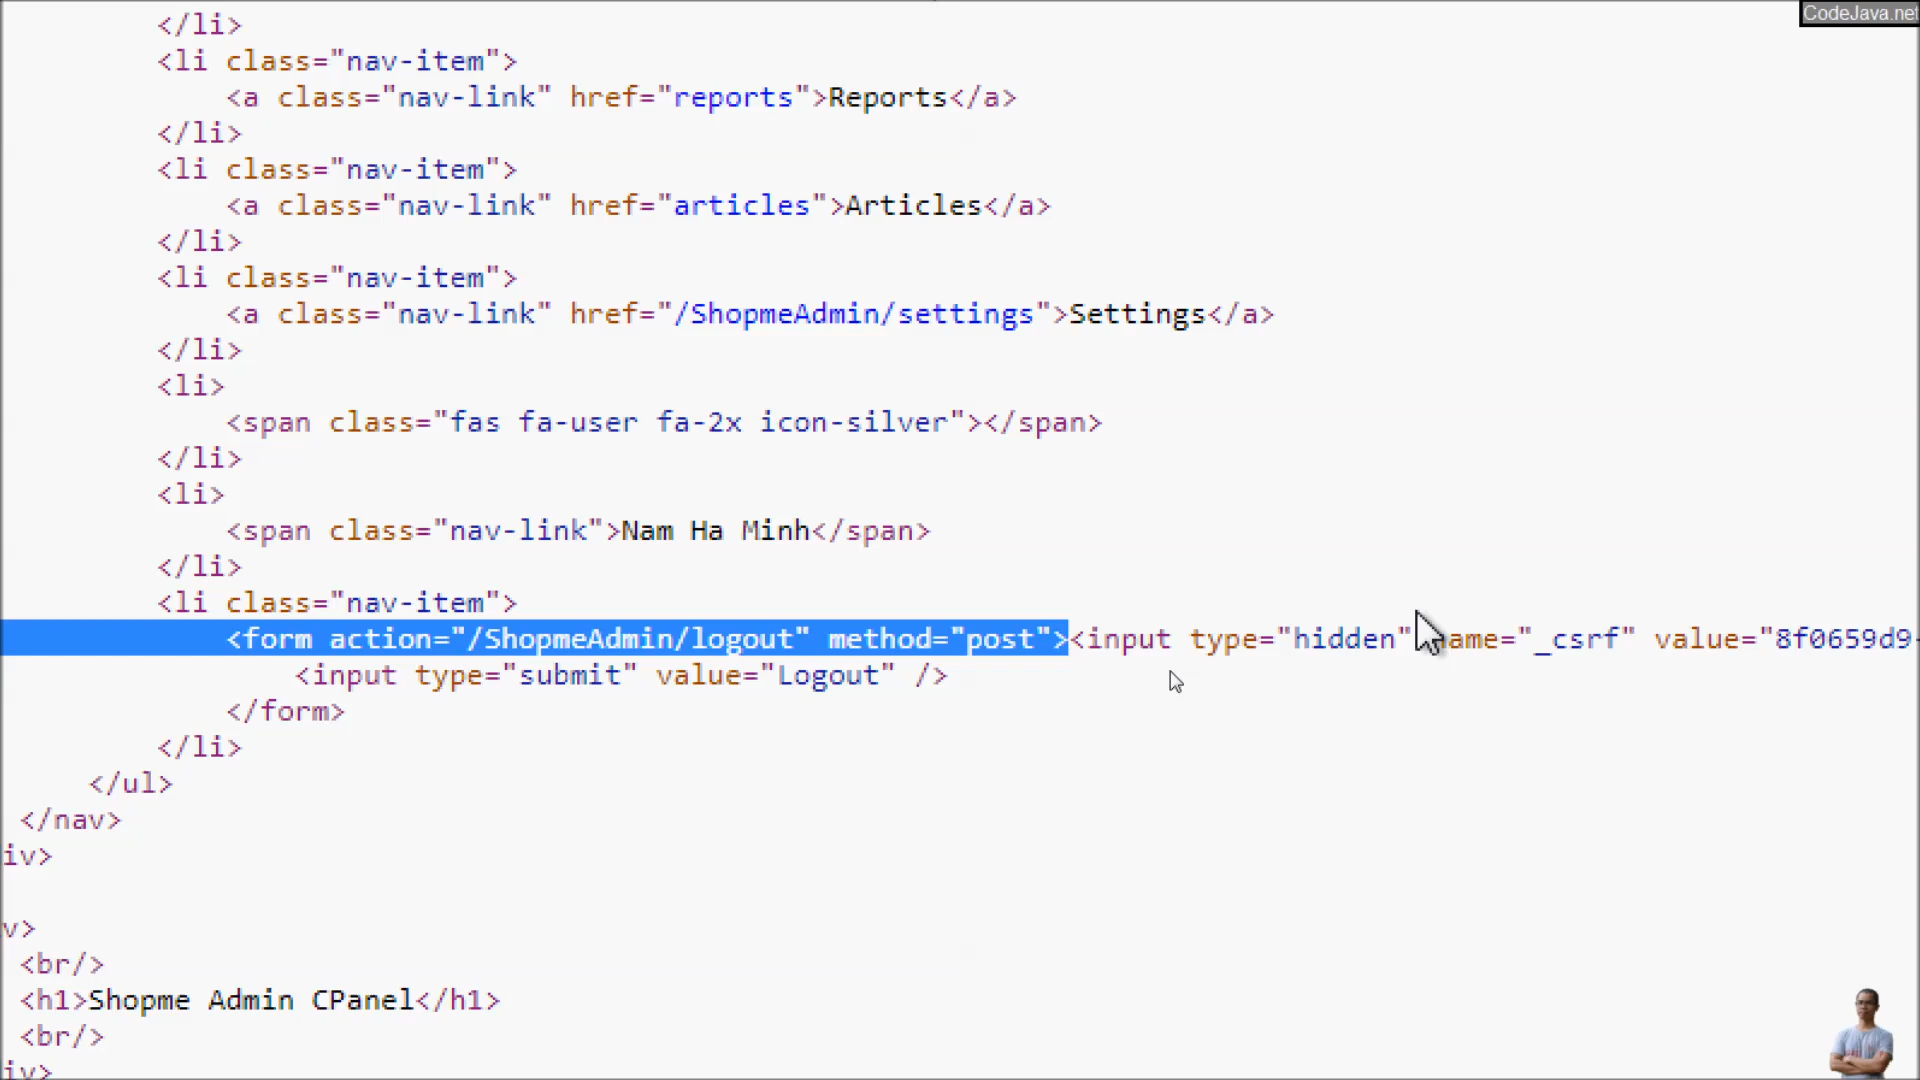 CodeJava.net
</li>
<li class="nav-item">
<a class="nav-link" href="reports">Reports</a>
</li>
<li class="nav-item">
<a class="nav-link" href="articles">Articles</a>
</li>
<li class="nav-item">
<a class="nav-link" href="/ShopmeAdmin/settings">Settings</a>
</li>
<li>
<span class="fas fa-user fa-2x icon-silver"></span>
</li>
<li>
<span class="nav-link">Nam Ha Minh</span>
</li>
<li class="nav-item">
<form action="/ShopmeAdmin/logout" method="post"><input type="hidden" name="_csrf" value="8f0659d9-
<input type="submit" value="Logout" />
</form>
</li>
</ul>
</nav>
iv>
v>
<br/>
<h1>Shopme Admin CPanel</h1>
<br/>
iv>